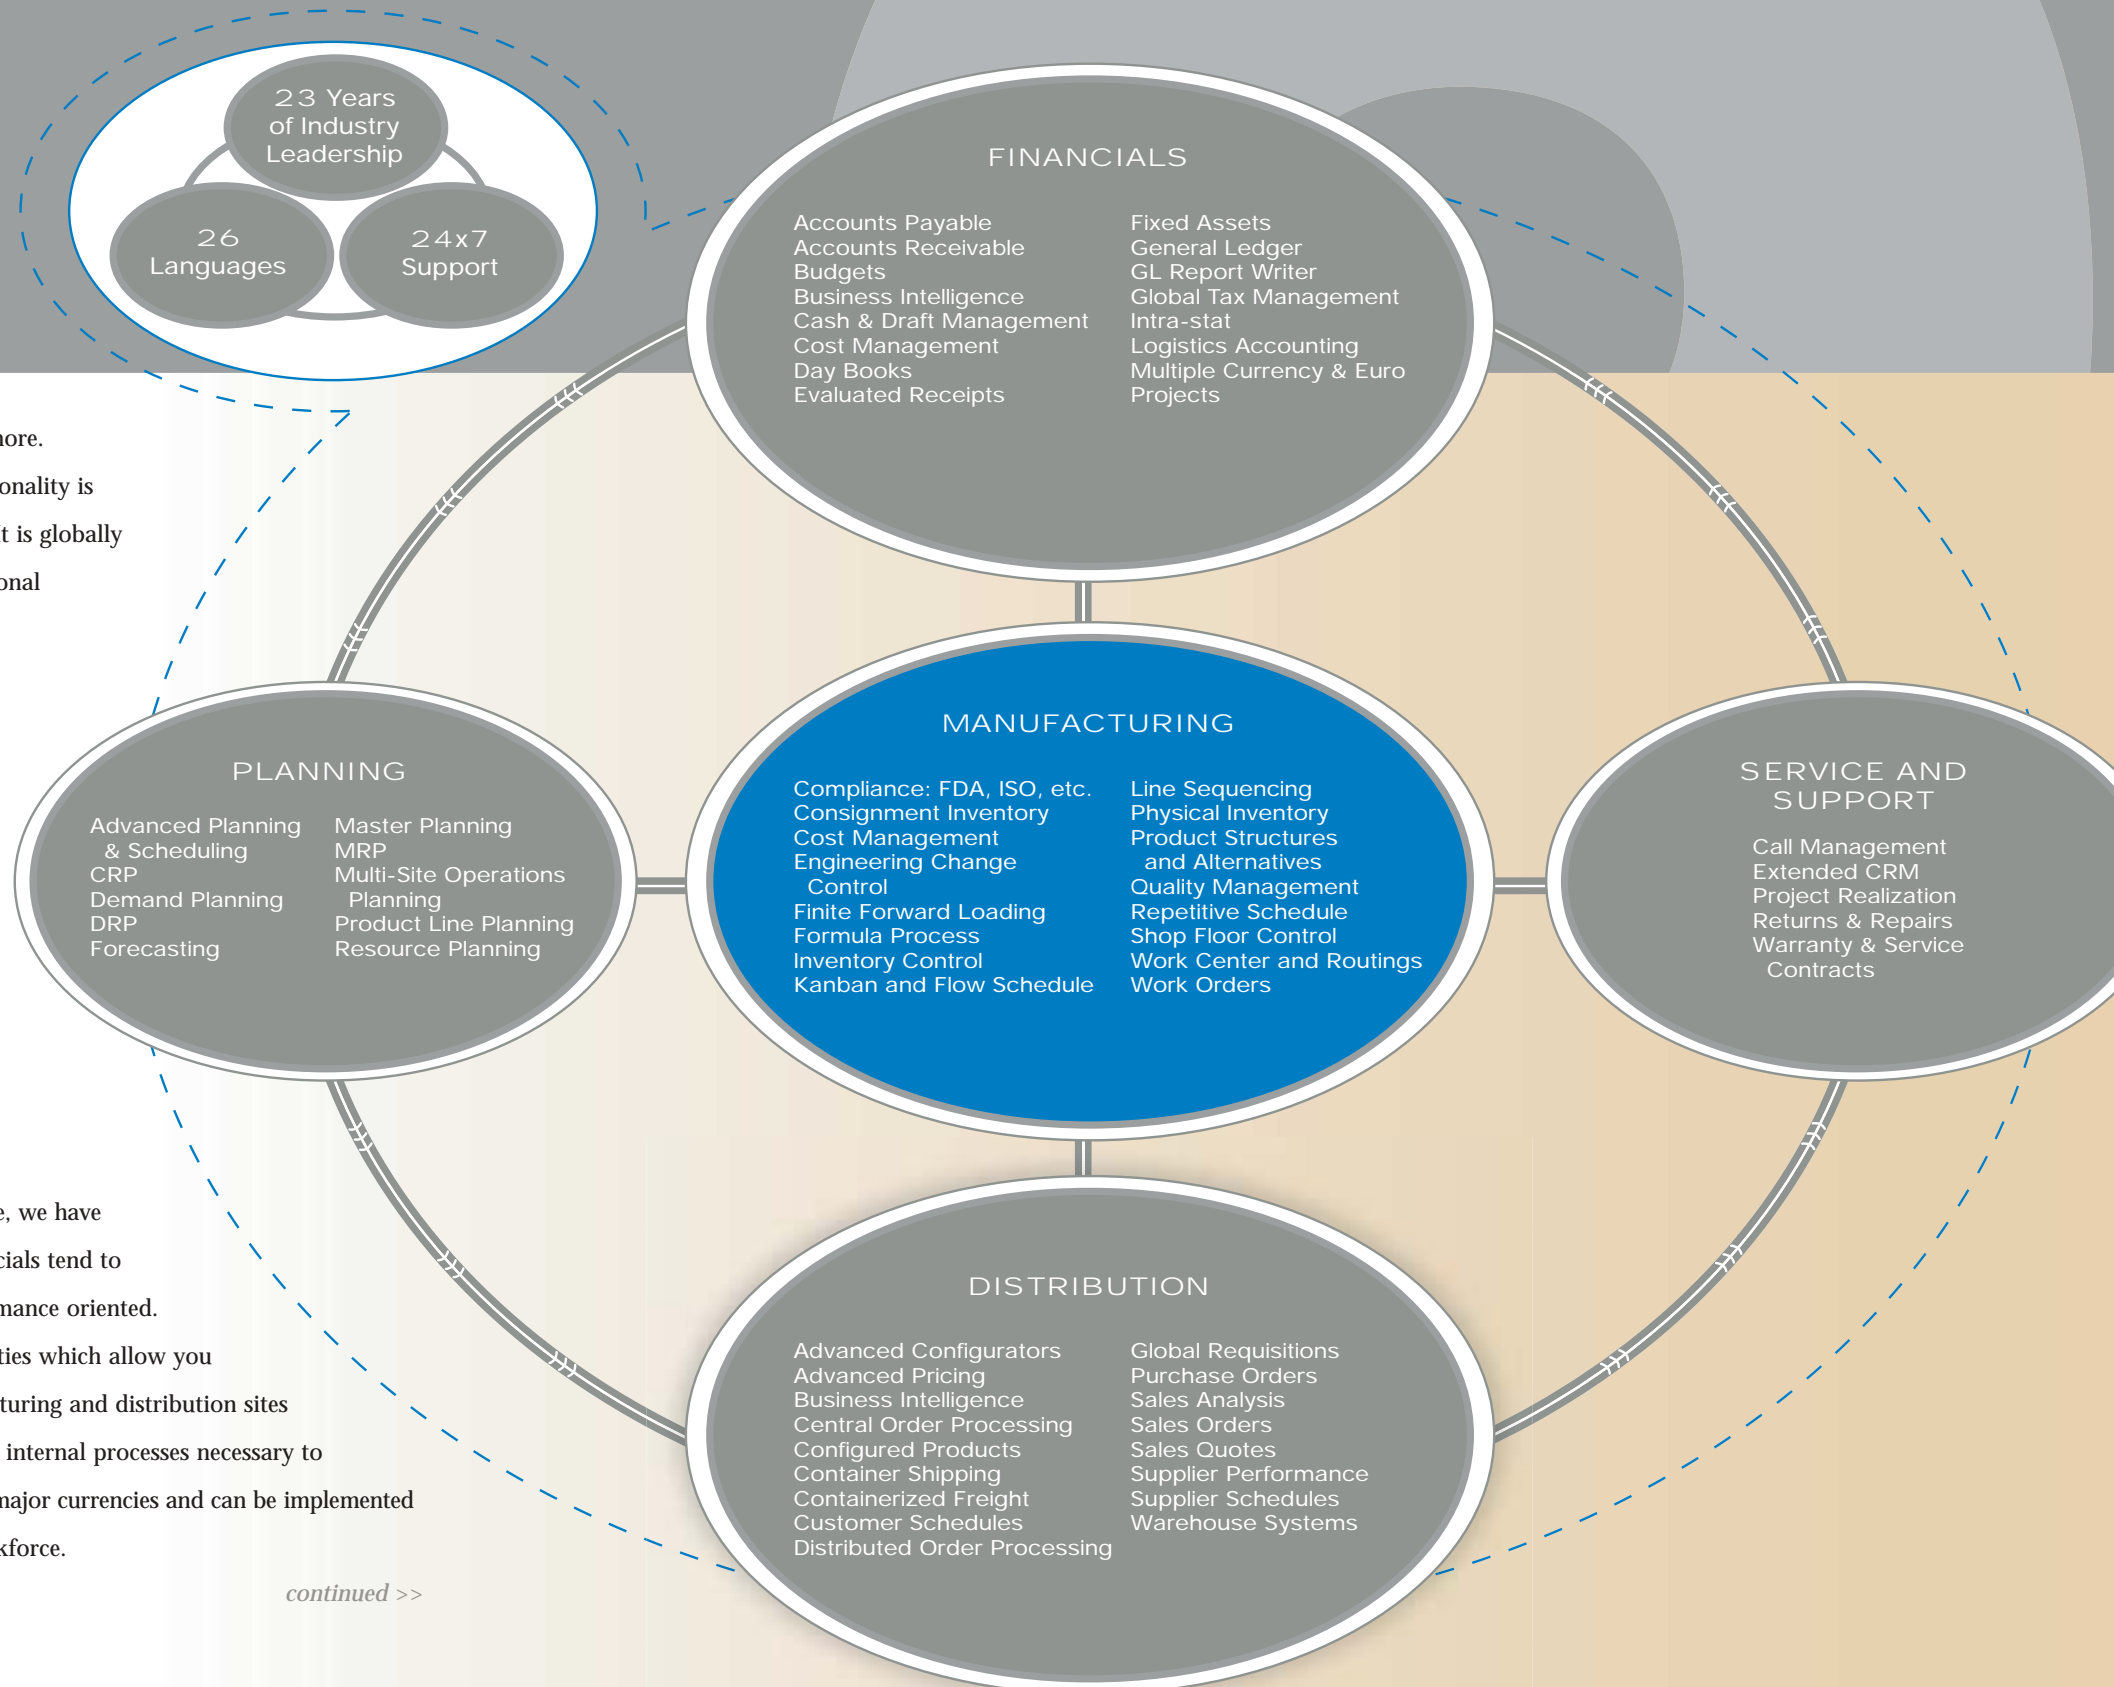 23 Years
of Industry
Leadership
26
Languages
24x7
Support
FINANCIALS
Accounts Payable
Accounts Receivable
Budgets
Business Intelligence
Cash & Draft Management
Cost Management
Day Books
Evaluated Receipts
Fixed Assets
General Ledger
GL Report Writer
Global Tax Management
Intra-stat
Logistics Accounting
Multiple Currency & Euro
Projects
is
is globally
PLANNING
Advanced Planning
& Scheduling
CRP
Demand Planning
DRP
Forecasting
Master Planning
MRP
Multi-Site Operations
Planning
Product Line Planning
Resource Planning
MANUFACTURING
Compliance: FDA, ISO, etc.
Consignment Inventory
Cost Management
Engineering Change
Control
Finite Forward Loading
Formula Process
Inventory Control
Kanban and Flow Schedule
Line Sequencing
Physical Inventory
Product Structures
and Alternatives
Quality Management
Repetitive Schedule
Shop Floor Control
Work Center and Routings
Work Orders
SERVICE AND
SUPPORT
Call Management
Extended CRM
Project Realization
Returns & Repairs
Warranty & Service
Contracts
DISTRIBUTION
Advanced Configurators
Advanced Pricing
Business Intelligence
Central Order Processing
Configured Products
Container Shipping
Containerized Freight
Customer Schedules
Distributed Order Processing
Global Requisitions
Purchase Orders
Sales Analysis
Sales Orders
Sales Quotes
Supplier Performance
Supplier Schedules
Warehouse Systems
we have
tend to
oriented.
which allow you
and distribution sites
internal processes necessary to
major currencies and can be implemented
continued >>